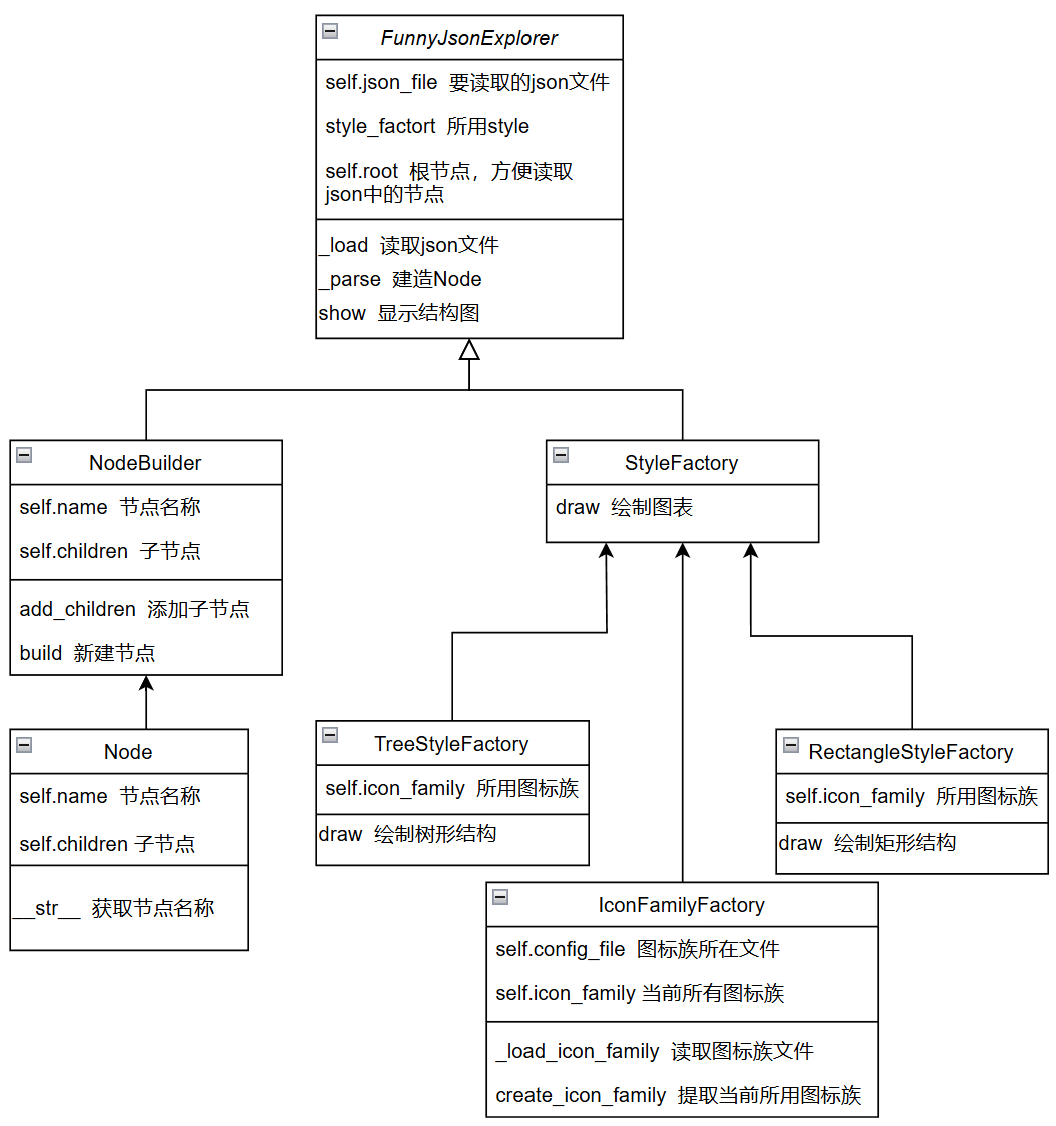 FunnyJsonExplorer
self.json_file 要读取的json文件
style_factort 所用style
self.root 根节点，方便读取
json中的节点
_load 读取json文件
_parse 建造Node
show 显示结构图
NodeBuilder
self.name 节点名称
self.children 子节点
add_children 添加子节点
build 新建节点
StyleFactory
draw 绘制图表
Node
self.name 节点名称
self.children 子节点
__str__ 获取节点名称
TreeStyleFactory
self.icon_family 所用图标族
draw 绘制树形结构
RectangleStyleFactory
self.icon_family 所用图标族
draw 绘制矩形结构
IconFamilyFactory
self.config_file 图标族所在文件
self.icon_family 当前所有图标族
_load_icon_family 读取图标族文件
create_icon_family 提取当前所用图标族